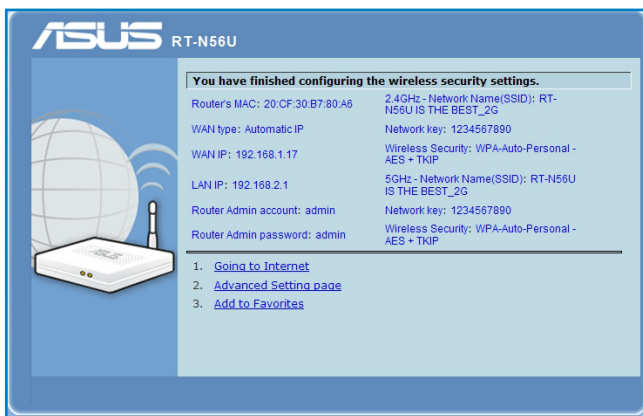 ASUS RT-N56U
You have finished configuring the wireless security settings.
Router's MAC: 20:CF:30:B7:80:A6
2.4GHz - Network Name(SSID): RT-
N56U IS THE BEST_2G
WAN type: Automatic IP
Network key: 1234567890
WAN IP: 192.168.1.17
Wireless Security: WPA-Auto-Personal -
AES + TKIP
LAN IP: 192.168.2.1
5GHz - Network Name(SSID): RT-N56U
IS THE BEST_2G
Router Admin account: admin
Network key: 1234567890
Router Admin password: admin
Wireless Security: WPA-Auto-Personal -
AES + TKIP
1. Going to Internet
2. Advanced Setting page
3. Add to Favorites
ASUS